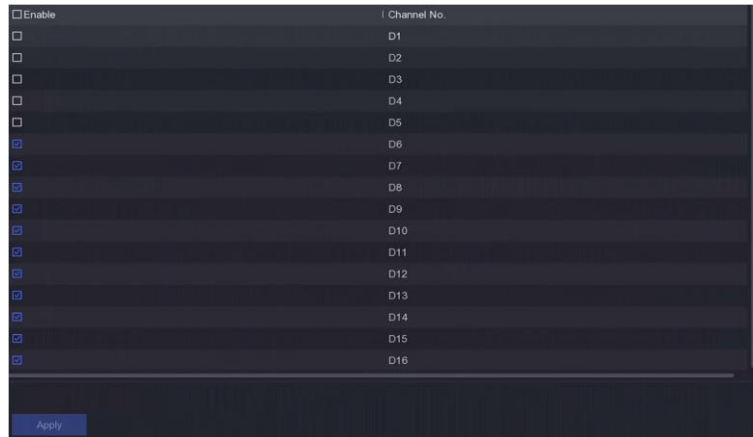 Enable Channel No.
D1
D2
D3
D4
D5
D6
D7
D8
D9
D10
D11
D12
D13
D14
D15
D16
Apply